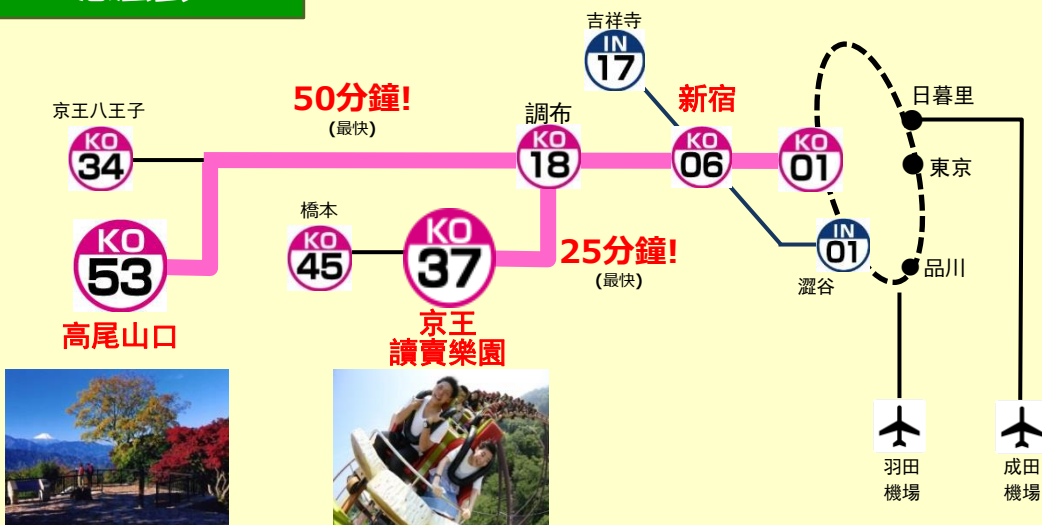 吉祥寺
IN
17
京王八王子
KO
34
50分鐘!
(最快)
調布
KO
18
新宿
KO
06
KO
01
日暮里
東京
品川
IN
01
澀谷
KO
53
高尾山口
橋本
KO
45
KO
37
京王
讀賣樂園
25分鐘!
(最快)
羽田
機場
成田
機場